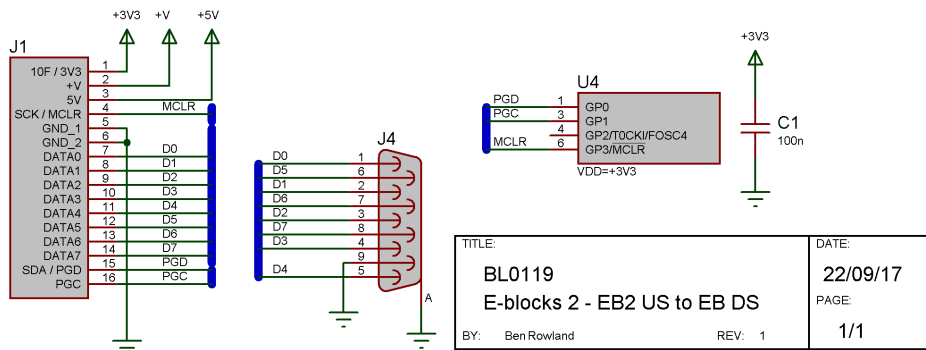 +3V3 +V +5V
J1
10F / 3V3 1
+V 2
5V 3
SCK / MCLR 4 MCLR
GND_1 5
GND_2 6
DATA0 7 D0
DATA1 8 D1
DATA2 9 D2
DATA3 10 D3
DATA4 11 D4
DATA5 12 D5
DATA6 13 D6
DATA7 14 D7
SDA / PGD 15 PGD
PGC 16 PGC
J4
D0 1
D5 6
D1 2
D6 7
D2 3
D7 8
D3 4
9
D4 5
A
U4
PGD 1 GP0
PGC 3 GP1
4 GP2/T0CKI/FOSC4
MCLR 6 GP3/MCLR
VDD=+3V3
+3V3
C1
100n
TITLE:
BL0119
E-blocks 2 - EB2 US to EB DS
BY: Ben Rowland REV: 1
DATE:
22/09/17
PAGE:
1/1